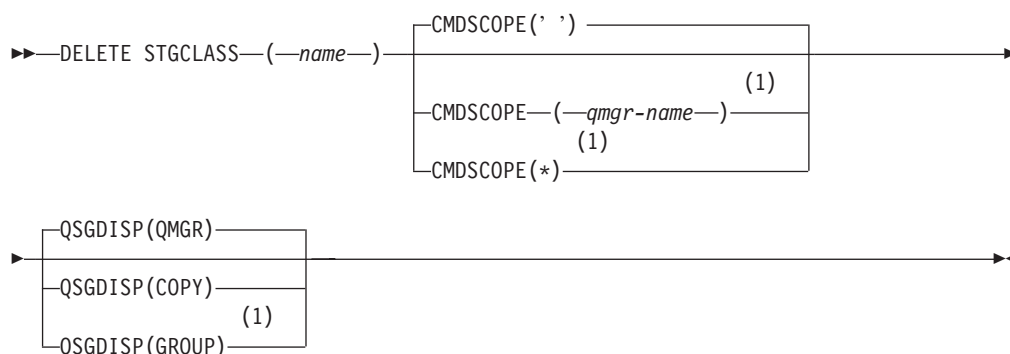 CMDSCOPE(’ ’)
DELETE STGCLASS ( name )
(1)
CMDSCOPE ( qmgr-name )
(1)
CMDSCOPE(*)
QSGDISP(QMGR)
QSGDISP(COPY)
(1)
QSGDISP(GROUP)